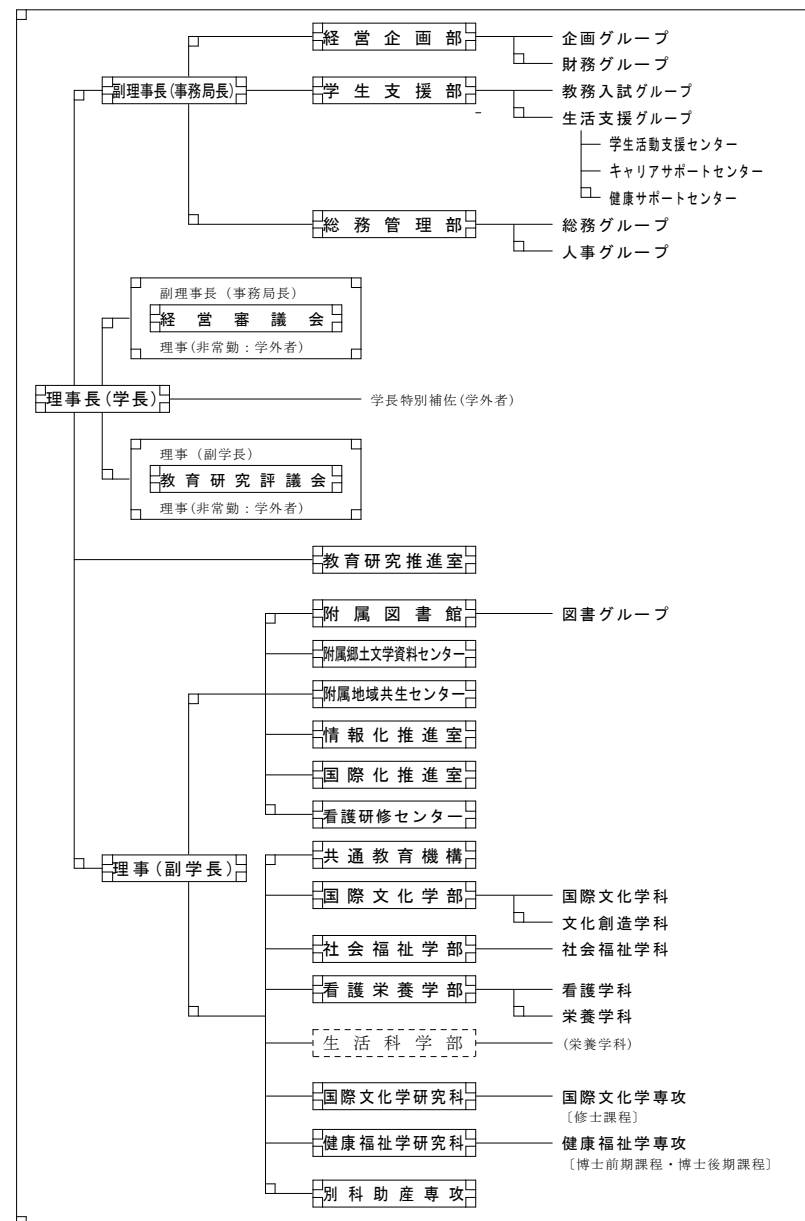 経営企画部
企画グループ
財務グループ
副理事長(事務局長)
学生支援部
教務入試グループ
生活支援グループ
学生活動支援センター
キャリアサポートセンター
健康サポートセンター
総務管理部
総務グループ
人事グループ
副理事長（事務局長）
経営審議会
理事(非常勤：学外者)
理事長(学長)
学長特別補佐(学外者)
理事（副学長）
教育研究評議会
理事(非常勤：学外者)
教育研究推進室
附属図書館
図書グループ
附属郷土文学資料センター
附属地域共生センター
情報化推進室
国際化推進室
看護研修センター
理事(副学長)
共通教育機構
国際文化学部
国際文化学科
文化創造学科
社会福祉学部
社会福祉学科
看護栄養学部
看護学科
栄養学科
生活科学部
(栄養学科)
国際文化学研究科
国際文化学専攻
〔修士課程〕
健康福祉学研究科
健康福祉学専攻
〔博士前期課程・博士後期課程〕
別科助産専攻